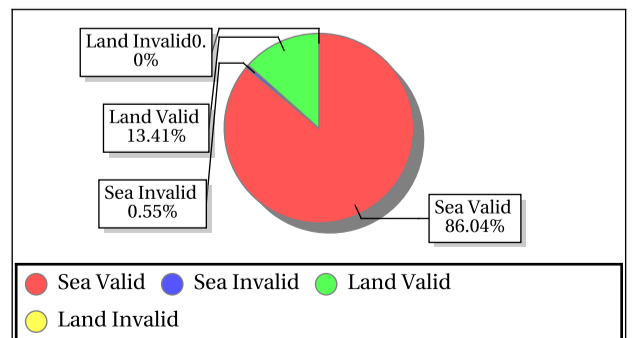 Land Invalid0.
0%
Land Valid
13.41%
Sea Invalid
0.55%
Sea Valid
86.04%
Sea Valid
Sea Invalid
Land Valid
Land Invalid